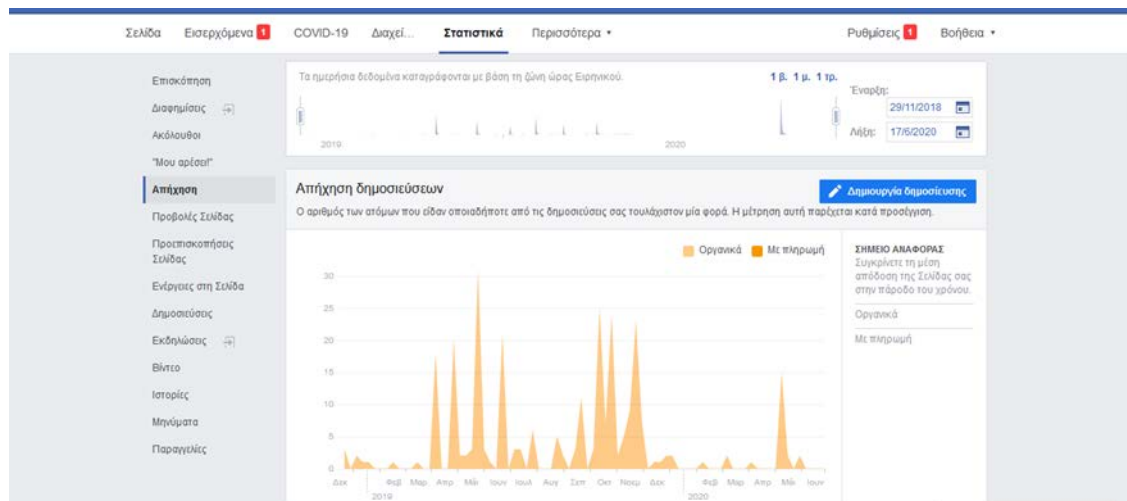 Σελίδα Εισερχόμενα 1 COVID-19 Διαχεί... Στατιστικά Περισσότερα Ρυθμίσεις 1 Βοήθεια
Επισκόπηση
Διαφημίσεις
Ακόλουθοι
"Μου αρέσει!"
Απήχηση
Προβολές Σελίδας
Προεπισκοπήσεις
Σελίδας
Ενέργειες στη Σελίδα
Δημοσιεύσεις
Εκδηλώσεις
Βίντεο
Ιστορίες
Μηνύματα
Παραγγελίες
Τα ημερήσια δεδομένα καταγράφονται με βάση τη ζώνη ώρας Ειρηνικού.
1 β. 1 μ. 1 τρ.
Έναρξη:
29/11/2018
Λήξη: 17/6/2020
2019 2020
Απήχηση δημοσιεύσεων
Δημιουργία δημοσίευσης
Ο αριθμός των ατόμων που είδαν οποιαδήποτε από τις δημοσιεύσεις σας τουλάχιστον μία φορά. Η μέτρηση αυτή παρέχεται κατά προσέγγιση.
Οργανικά Με πληρωμή
30
25
20
15
10
5
0
Δεκ Φεβ Μαρ Απρ Μάι Ιουν Ιουλ Αυγ Σεπ Οκτ Νοεμ Δεκ Φεβ Μαρ Απρ Μάι Ιουν
2019 2020
ΣΗΜΕΙΟ ΑΝΑΦΟΡΑΣ
Συγκρίνετε τη μέση
απόδοση της Σελίδας σας
στην πάροδο του χρόνου.
Οργανικά
Με πληρωμή